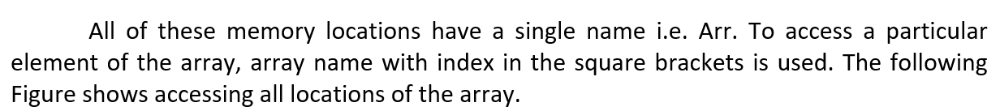 All of these memory locations have a single name i.e. Arr. To access a particular
element of the array, array name with index in the square brackets is used. The following
Figure shows accessing all locations of the array.